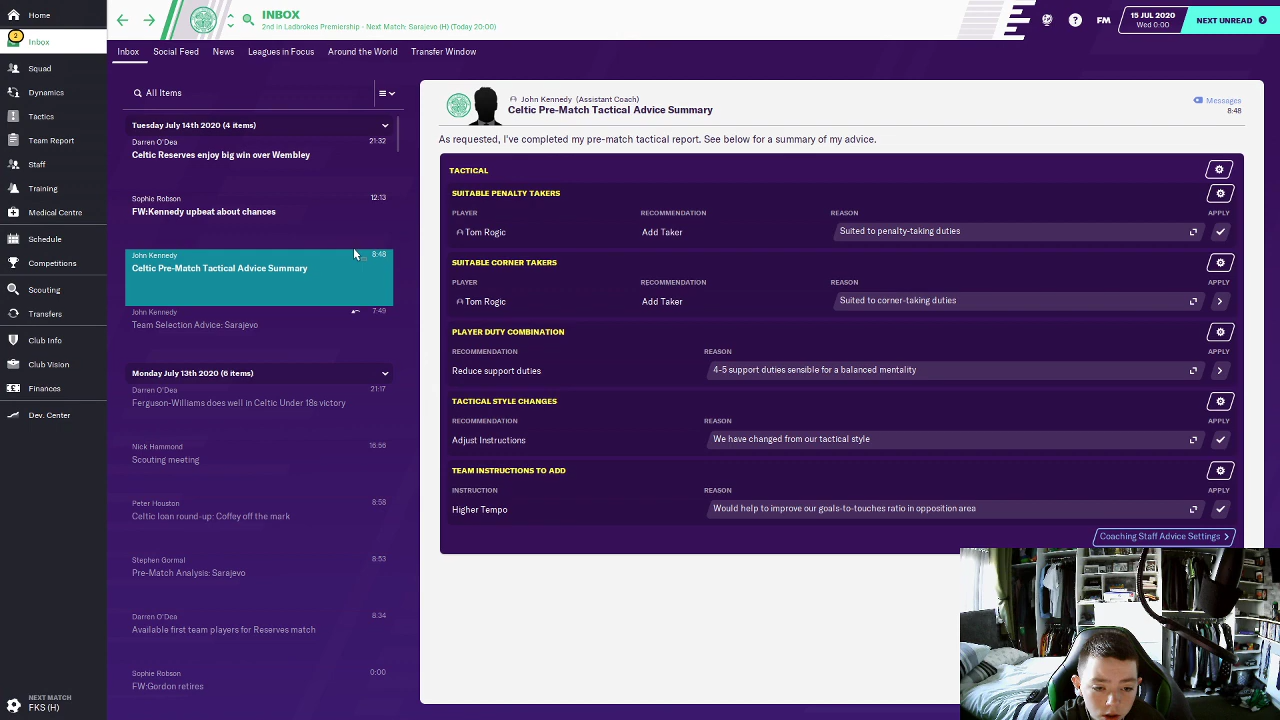 INBOX
2nd in Ladbrokes Premiership - Next Match: Sarajevo (H) (Today 20:00)
FM
15 JUL 2020
Wed 0:00
NEXT UNREAD
2
Inbox
Squad
Dynamics
Tactics
Team Report
Staff
Training
Medical Centre
Schedule
Competitions
Scouting
Transfers
Club Info
Club Vision
Finances
Dev. Center
NEXT MATCH
FKS (H)
Inbox
Social Feed
News
Leagues in Focus
Around the World
Transfer Window
All Items
Tuesday July 14th 2020 (4 items)
Darren O'Dea
21:32
Celtic Reserves enjoy big win over Wembley
Sophie Robson
12:13
FW:Kennedy upbeat about chances
John Kennedy
8:48
Celtic Pre-Match Tactical Advice Summary
John Kennedy
7:49
Team Selection Advice: Sarajevo
Monday July 13th 2020 (6 items)
Darren O'Dea
21:17
Ferguson-Williams does well in Celtic Under 18s victory
Nick Hammond
16:56
Scouting meeting
Peter Houston
8:58
Celtic loan round-up: Coffey off the mark
Stephen Gormal
8:53
Pre-Match Analysis: Sarajevo
Darren O'Dea
8:34
Available first team players for Reserves match
Sophie Robson
0:00
FW:Gordon retires
John Kennedy (Assistant Coach)
Celtic Pre-Match Tactical Advice Summary
Messages
8:48
As requested, I've completed my pre-match tactical report. See below for a summary of my advice.
TACTICAL
SUITABLE PENALTY TAKERS
PLAYER RECOMMENDATION REASON APPLY
Tom Rogic Add Taker Suited to penalty-taking duties
SUITABLE CORNER TAKERS
PLAYER RECOMMENDATION REASON APPLY
Tom Rogic Add Taker Suited to corner-taking duties
PLAYER DUTY COMBINATION
RECOMMENDATION REASON APPLY
Reduce support duties 4-5 support duties sensible for a balanced mentality
TACTICAL STYLE CHANGES
RECOMMENDATION REASON APPLY
Adjust Instructions We have changed from our tactical style
TEAM INSTRUCTIONS TO ADD
INSTRUCTION REASON APPLY
Higher Tempo Would help to improve our goals-to-touches ratio in opposition area
Coaching Staff Advice Settings